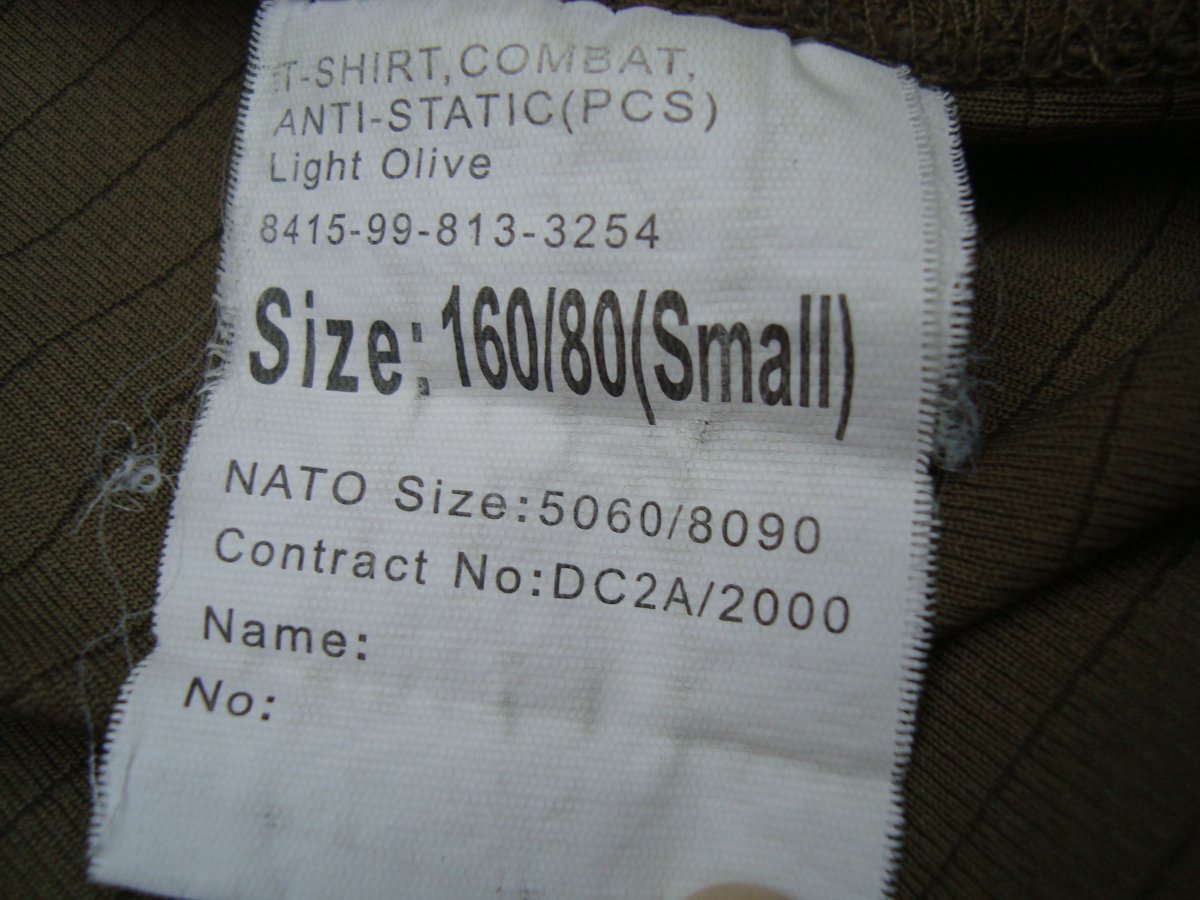 T-SHIRT,COMBAT,
ANTI-STATIC(PCS)
Light Olive
8415-99-813-3254
Size:160/80(Small)
NATO Size:5060/8090
Contract No:DC2A/2000
Name:
No: